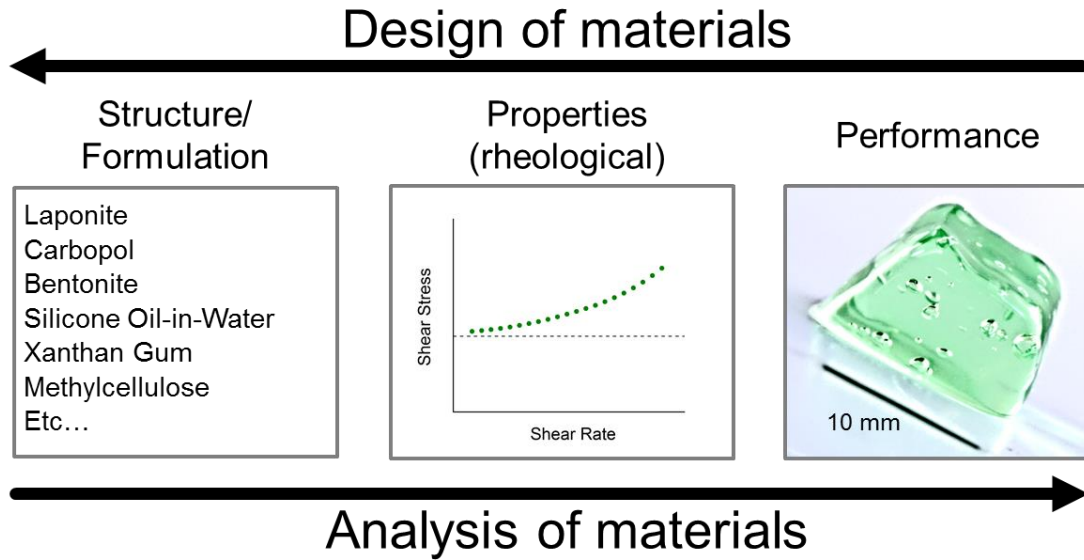 Design of materials
Structure/
Formulation
Properties
(rheological)
Performance
Laponite
Carbopol
Bentonite
Silicone Oil-in-Water
Xanthan Gum
Methylcellulose
Etc…
Shear Stress
Shear Rate
10 mm
Analysis of materials